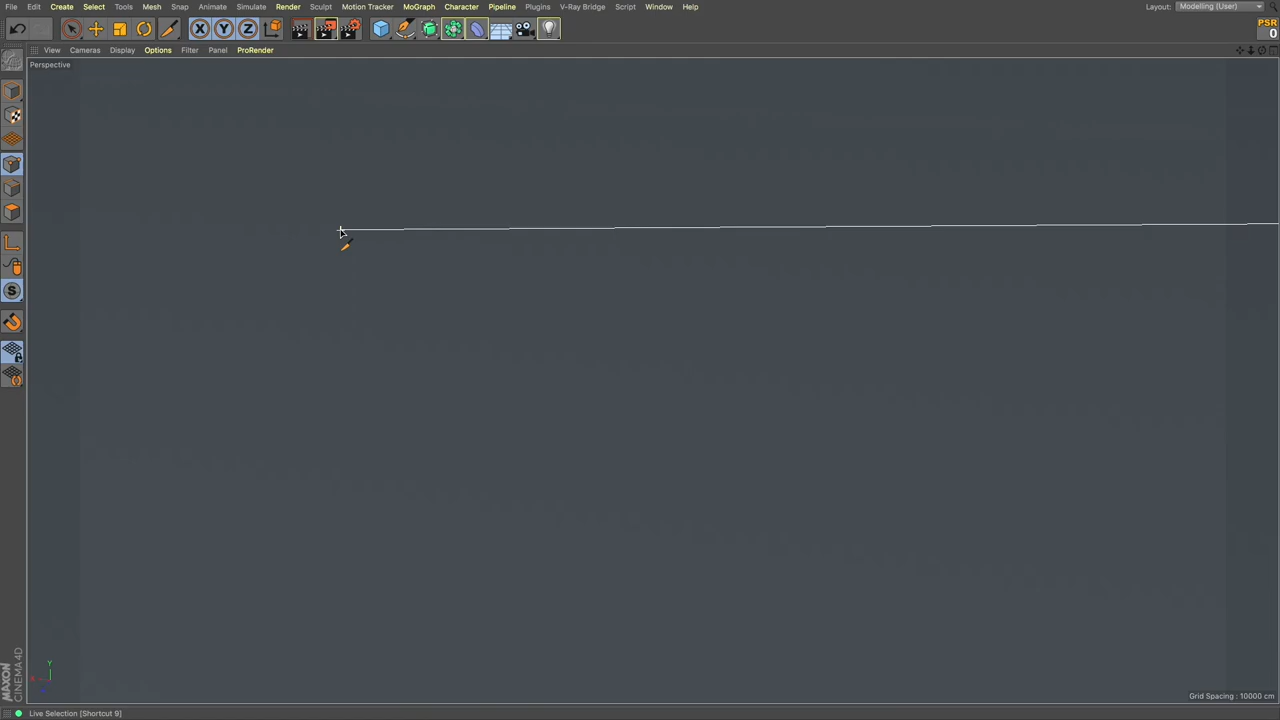 File Edit Create Select Tools Mesh Snap Animate Simulate Render Sculpt Motion Tracker MoGraph Character Pipeline Plugins V-Ray Bridge Script Window Help Layout: Modelling (User)
X Y Z PSR
0
View Cameras Display Options Filter Panel ProRender
Perspective
S
Y
X
Grid Spacing : 10000 cm
MAXON
CINEMA 4D
Live Selection [Shortcut 9]